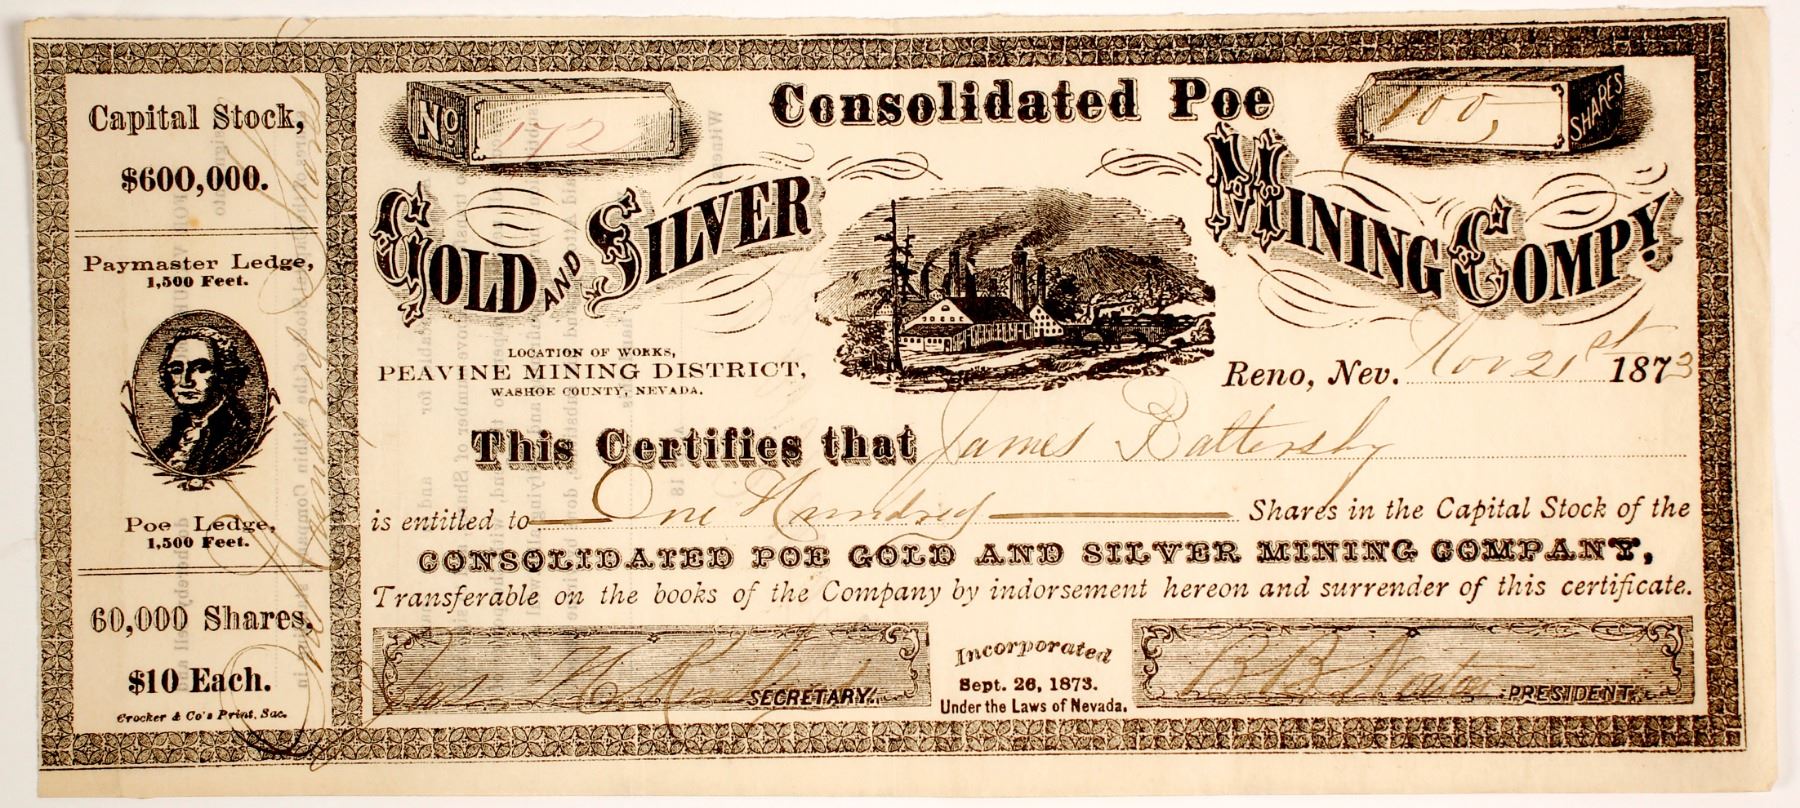 Capital Stock,
$600,000.
Paymaster Ledge,
1,500 Feet.
Poe Ledge,
1,500 Feet.
60,000 Shares,
$10 Each.
Crocker & Co's Print, Sac.
No. 172
Consolidated Poe
100, SHARES
GOLD AND SILVER MINING COMPY.
LOCATION OF WORKS,
PEAVINE MINING DISTRICT,
WASHOE COUNTY, NEVADA.
Reno, Nev. Nov 21st 1873
This Certifies that James Battersby
is entitled to One Hundred Shares in the Capital Stock of the
CONSOLIDATED POE GOLD AND SILVER MINING COMPANY,
Transferable on the books of the Company by indorsement hereon and surrender of this certificate.
SECRETARY.
Incorporated
Sept. 26, 1873.
Under the Laws of Nevada.
B B Norton PRESIDENT.